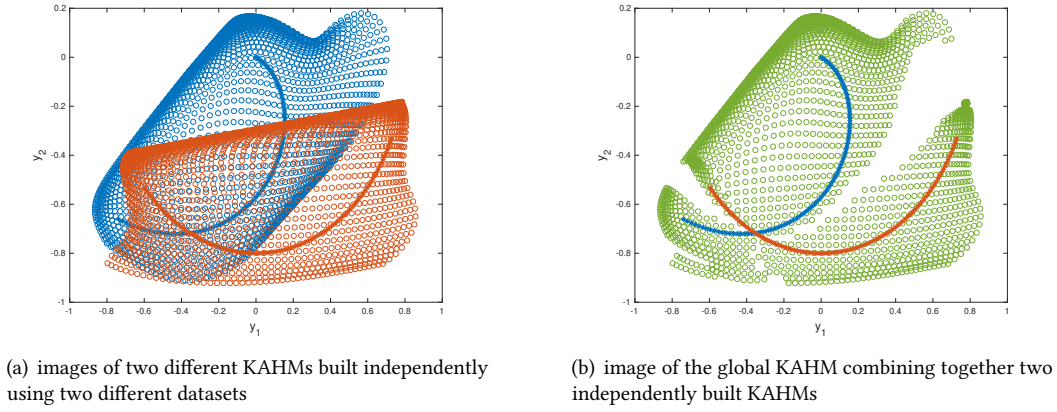 0.2
0
-0.2
-0.4
-0.6
-0.8
-1
y2
-1 -0.8 -0.6 -0.4 -0.2 0 0.2 0.4 0.6 0.8 1
y1
0.2
0
-0.2
-0.4
-0.6
-0.8
-1
y2
-1 -0.8 -0.6 -0.4 -0.2 0 0.2 0.4 0.6 0.8 1
y1
(a) images of two different KAHMs built independently
using two different datasets
(b) image of the global KAHM combining together two
independently built KAHMs